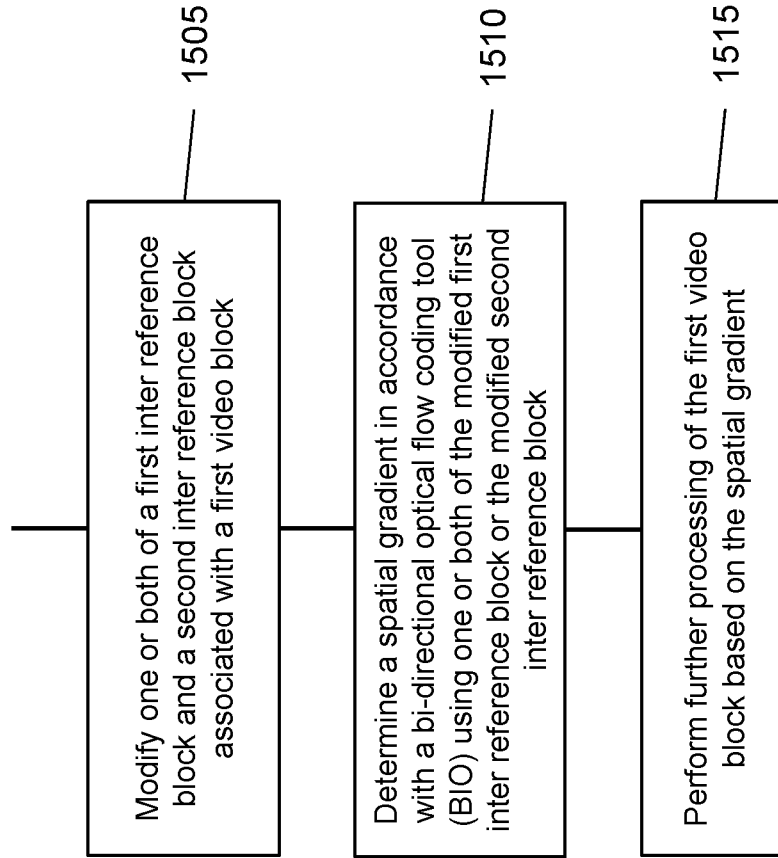 Modify one or both of a first inter reference
block and a second inter reference block
associated with a first video block
1505
Determine a spatial gradient in accordance
with a bi-directional optical flow coding tool
(BIO) using one or both of the modified first
inter reference block or the modified second
inter reference block
1510
Perform further processing of the first video
block based on the spatial gradient
1515